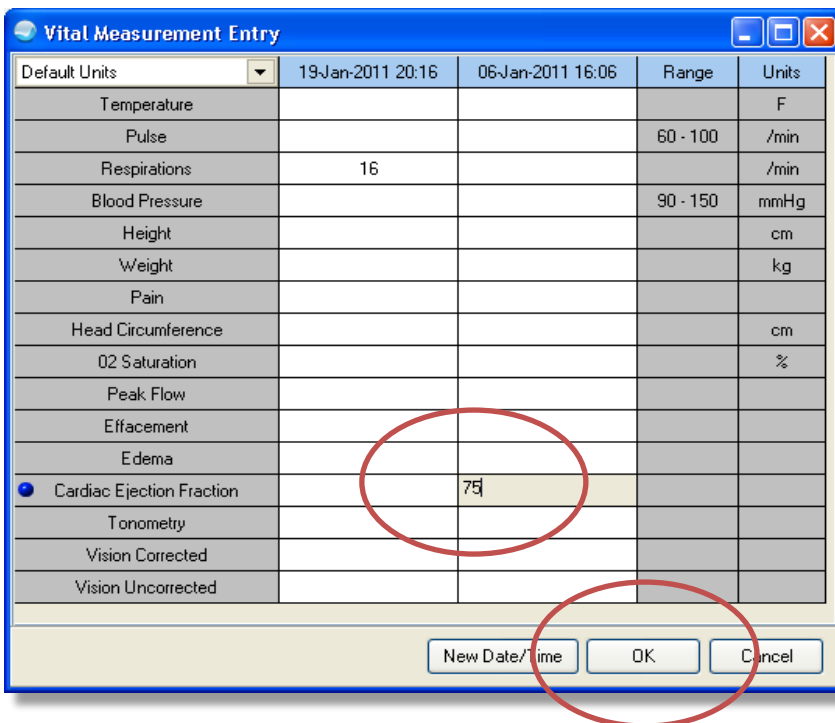 Vital Measurement Entry
Default Units 19-Jan-2011 20:16 06-Jan-2011 16:06 Range Units
Temperature F
Pulse 60 - 100 /min
Respirations 16 /min
Blood Pressure 90 - 150 mmHg
Height cm
Weight kg
Pain
Head Circumference cm
02 Saturation %
Peak Flow
Effacement
Edema
Cardiac Ejection Fraction 75
Tonometry
Vision Corrected
Vision Uncorrected
New Date/Time OK Cancel